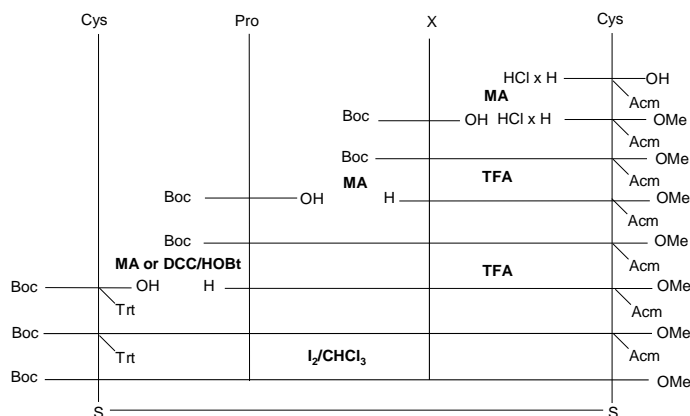 Cys Pro X Cys
HCl x H OH
MA Acm
Boc OH HCl x H OMe
Acm
Boc OMe
MA TFA Acm
Boc OH H OMe
Acm
Boc OMe
MA or DCC/HOBt TFA Acm
Boc OH H OMe
Trt Acm
Boc OMe
Trt I₂/CHCl₃ Acm
Boc OMe
S S